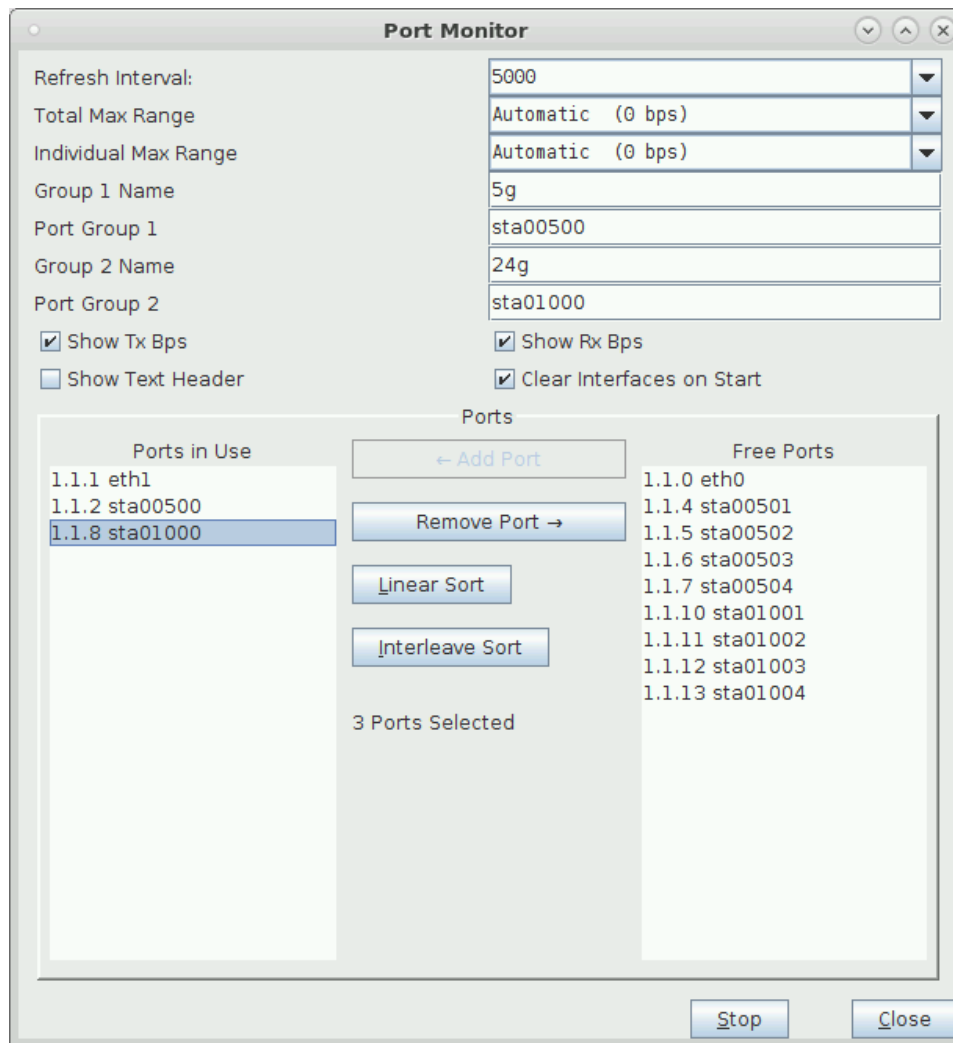 Port Monitor
Refresh Interval: 5000
Total Max Range Automatic (0 bps)
Individual Max Range Automatic (0 bps)
Group 1 Name 5g
Port Group 1 sta00500
Group 2 Name 24g
Port Group 2 sta01000
Show Tx Bps Show Rx Bps
Show Text Header Clear Interfaces on Start
Ports
Ports in Use
1.1.1 eth1
1.1.2 sta00500
1.1.8 sta01000
← Add Port
Remove Port →
Linear Sort
Interleave Sort
3 Ports Selected
Free Ports
1.1.0 eth0
1.1.4 sta00501
1.1.5 sta00502
1.1.6 sta00503
1.1.7 sta00504
1.1.10 sta01001
1.1.11 sta01002
1.1.12 sta01003
1.1.13 sta01004
Stop Close